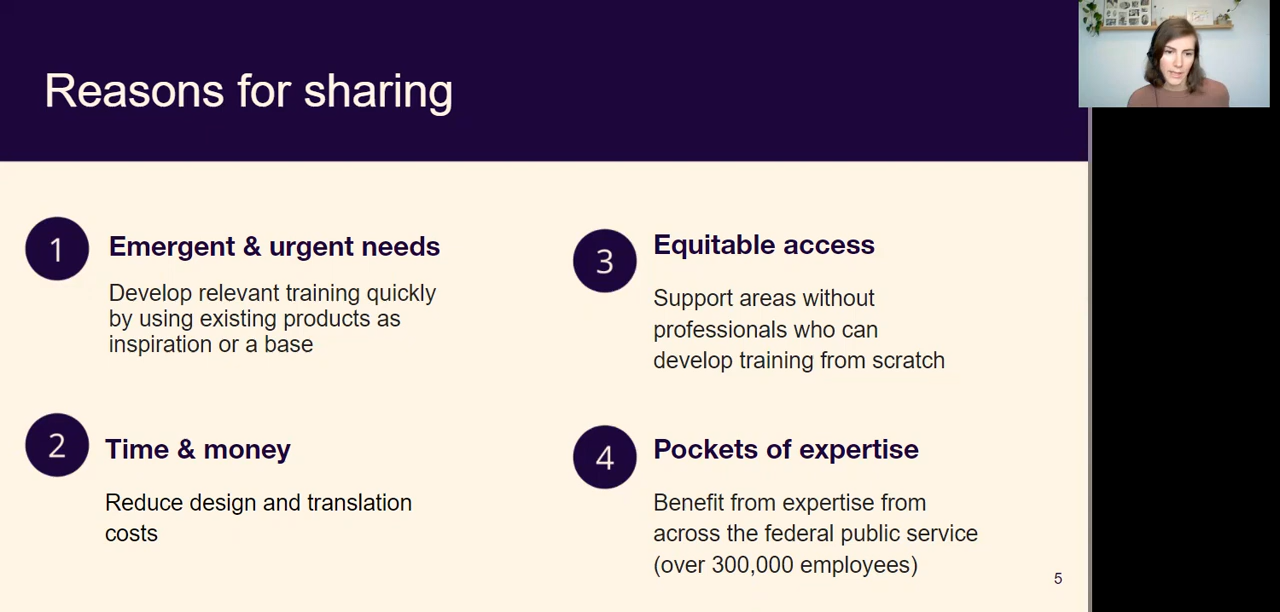 Reasons for sharing
1
Emergent & urgent needs
Develop relevant training quickly
by using existing products as
inspiration or a base
2
Time & money
Reduce design and translation
costs
3
Equitable access
Support areas without
professionals who can
develop training from scratch
4
Pockets of expertise
Benefit from expertise from
across the federal public service
(over 300,000 employees)
5